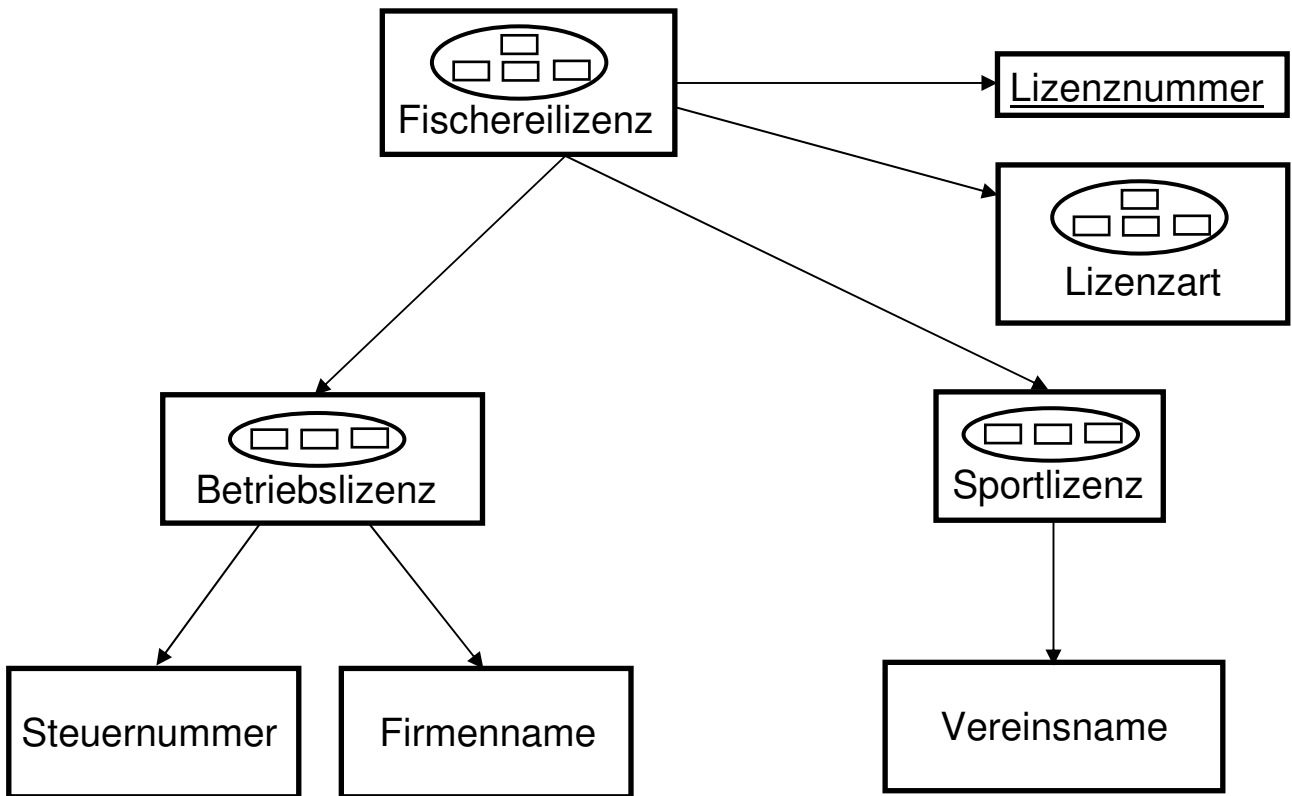 Fischereilizenz
Lizenznummer
Lizenzart
Betriebslizenz
Sportlizenz
Steuernummer
Firmenname
Vereinsname